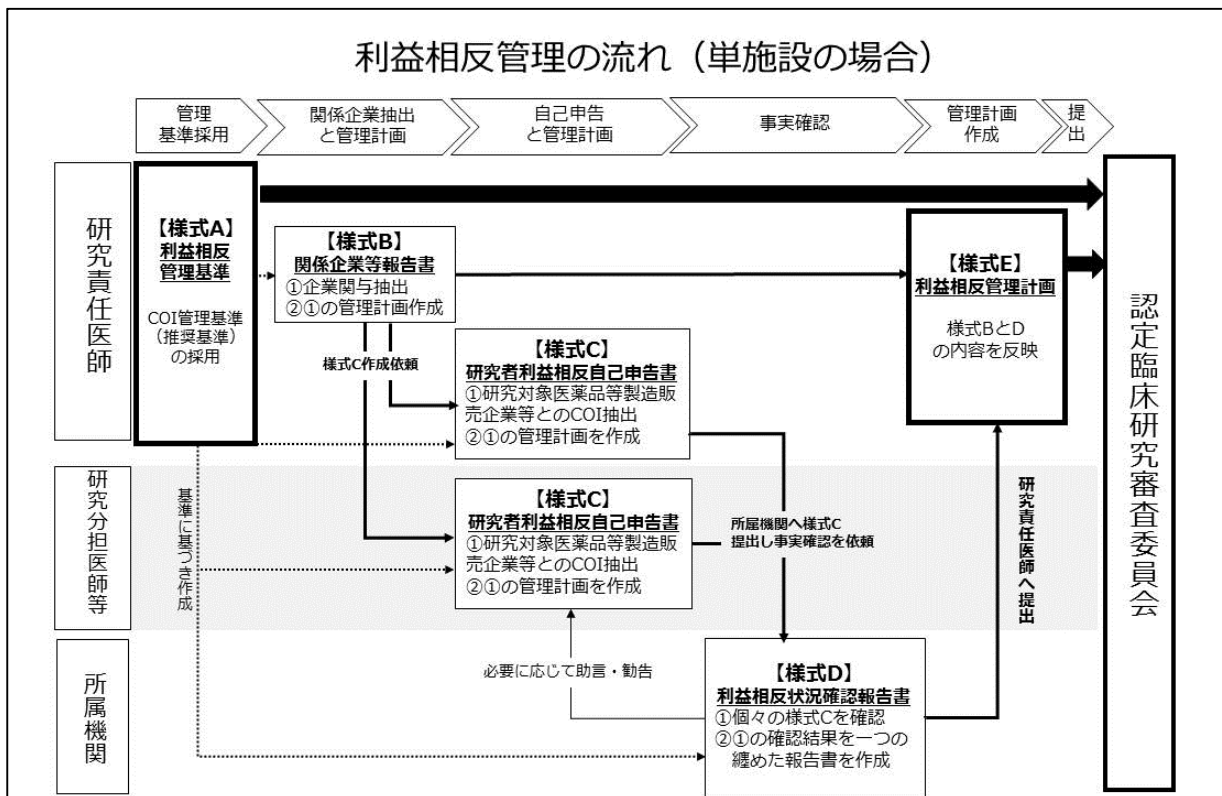 利益相反管理の流れ（単施設の場合）
管理
基準採用
関係企業抽出
と管理計画
自己申告
と管理計画
事実確認
管理計画
作成
提
出
研究責任医師
【様式A】
利益相反
管理基準
COI管理基準
（推奨基準）
の採用
【様式B】
関係企業等報告書
①企業関与抽出
②①の管理計画作成
様式C作成依頼
【様式C】
研究者利益相反自己申告書
①研究対象医薬品等製造販
売企業等とのCOI抽出
②①の管理計画を作成
【様式E】
利益相反管理計画
様式BとD
の内容を反映
認定臨床研究審査委員会
研究分担医師等
基準に基づき作成
【様式C】
研究者利益相反自己申告書
①研究対象医薬品等製造販
売企業等とのCOI抽出
②①の管理計画を作成
所属機関へ様式C
提出し事実確認を依頼
研究責任医師へ提出
所属機関
必要に応じて助言・勧告
【様式D】
利益相反状況確認報告書
①個々の様式Cを確認
②①の確認結果を一つの
纏めた報告書を作成